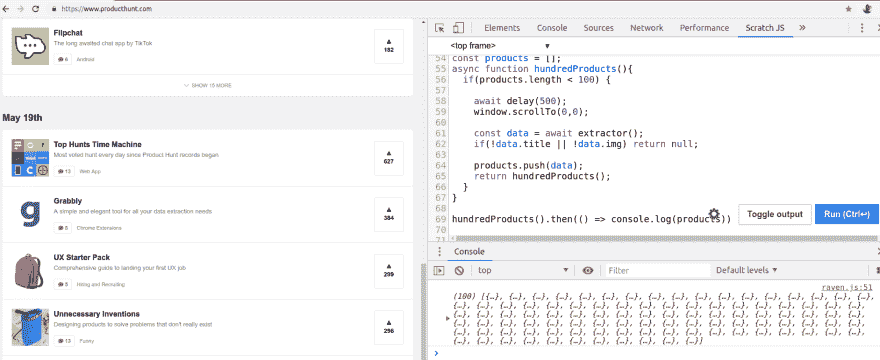 https://www.producthunt.com
Flipchat
The long awaited chat app by TikTok
6 Android
182
SHOW 15 MORE
May 19th
Top Hunts Time Machine
Most voted hunt every day since Product Hunt records began
13 Web App
627
Grabbly
A simple and elegant tool for all your data extraction needs
5 Chrome Extensions
384
UX Starter Pack
Comprehensive guide to landing your first UX job
5 Hiring and Recruiting
299
Unnecessary Inventions
Designing products to solve problems that don't really exist
13 Funny
296
Elements Console Sources Network Performance Scratch JS »
<top frame> ▼
54 const products = [];
55 async function hundredProducts(){
56 if(products.length < 100) {
57
58 await delay(500);
59 window.scrollTo(0,0);
60
61 const data = await extractor();
62 if(!data.title || !data.img) return null;
63
64 products.push(data);
65 return hundredProducts();
66 }
67 }
68
69 hundredProducts().then(() => console.log(products))
70
71
Toggle output
Run (Ctrl↵)
Console
top ▼ Filter Default levels ▼
raven.js:51
(100) [{…}, {…}, {…}, {…}, {…}, {…}, {…}, {…}, {…}, {…}, {…}, {…}, {…}, {…}, {…}, {…}, {…},
{…}, {…}, {…}, {…}, {…}, {…}, {…}, {…}, {…}, {…}, {…}, {…}, {…}, {…}, {…}, {…}, {…}, {…},
{…}, {…}, {…}, {…}, {…}, {…}, {…}, {…}, {…}, {…}, {…}, {…}, {…}, {…}, {…}, {…}, {…}, {…},
{…}, {…}, {…}, {…}, {…}, {…}, {…}, {…}, {…}, {…}, {…}, {…}, {…}, {…}, {…}, {…}, {…}, {…},
{…}, {…}, {…}, {…}, {…}, {…}, {…}, {…}, {…}, {…}, {…}, {…}, {…}, {…}, {…}, {…}, {…}, {…},
{…}, {…}, {…}, {…}, {…}, {…}, {…}, {…}, {…}, {…}, {…}]